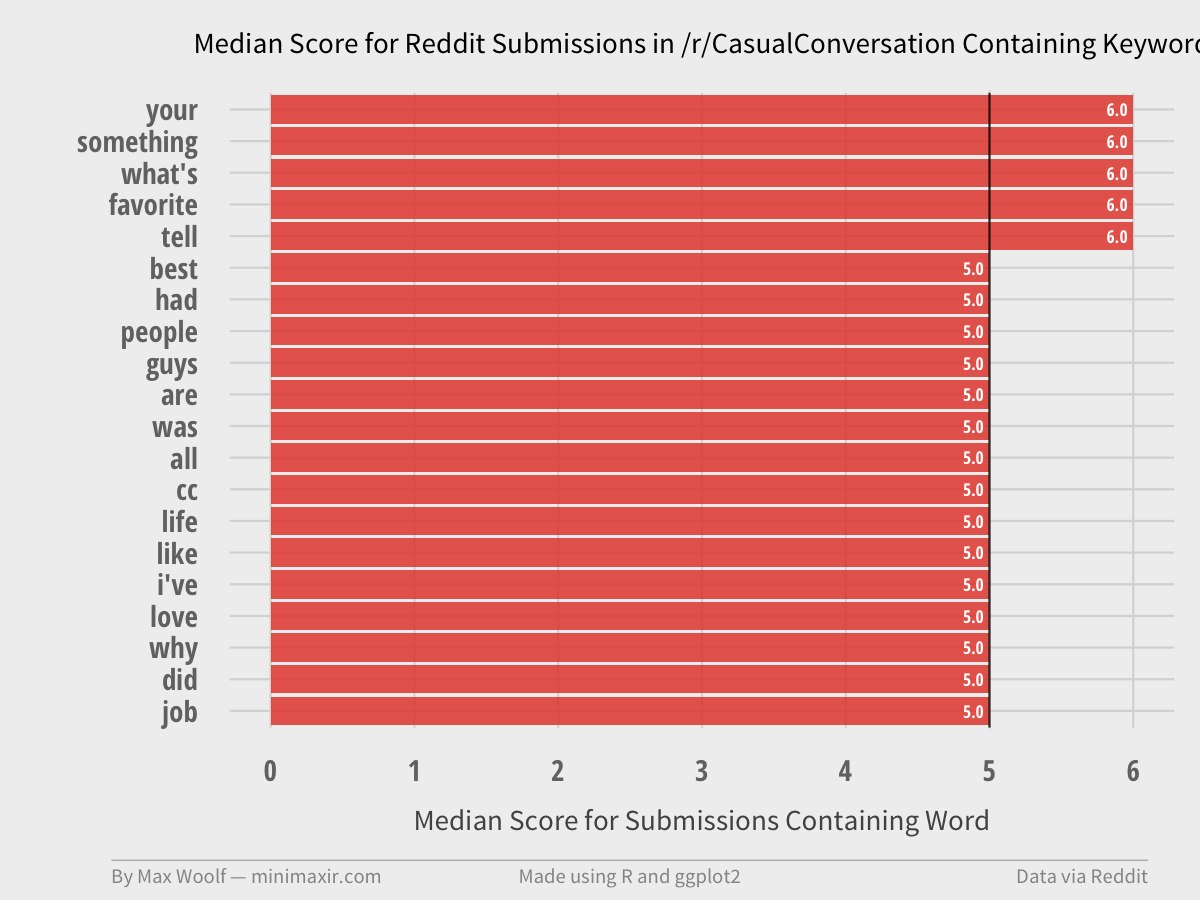 Median Score for Reddit Submissions in /r/CasualConversation Containing
your 6.0
something 6.0
what's 6.0
favorite 6.0
tell 6.0
best 5.0
had 5.0
people 5.0
guys 5.0
are 5.0
was 5.0
all 5.0
cc 5.0
life 5.0
like 5.0
i've 5.0
love 5.0
why 5.0
did 5.0
job 5.0
0 1 2 3 4 5 6
Median Score for Submissions Containing Word
By Max Woolf — minimaxir.com Made using R and ggplot2 Data via Reddit